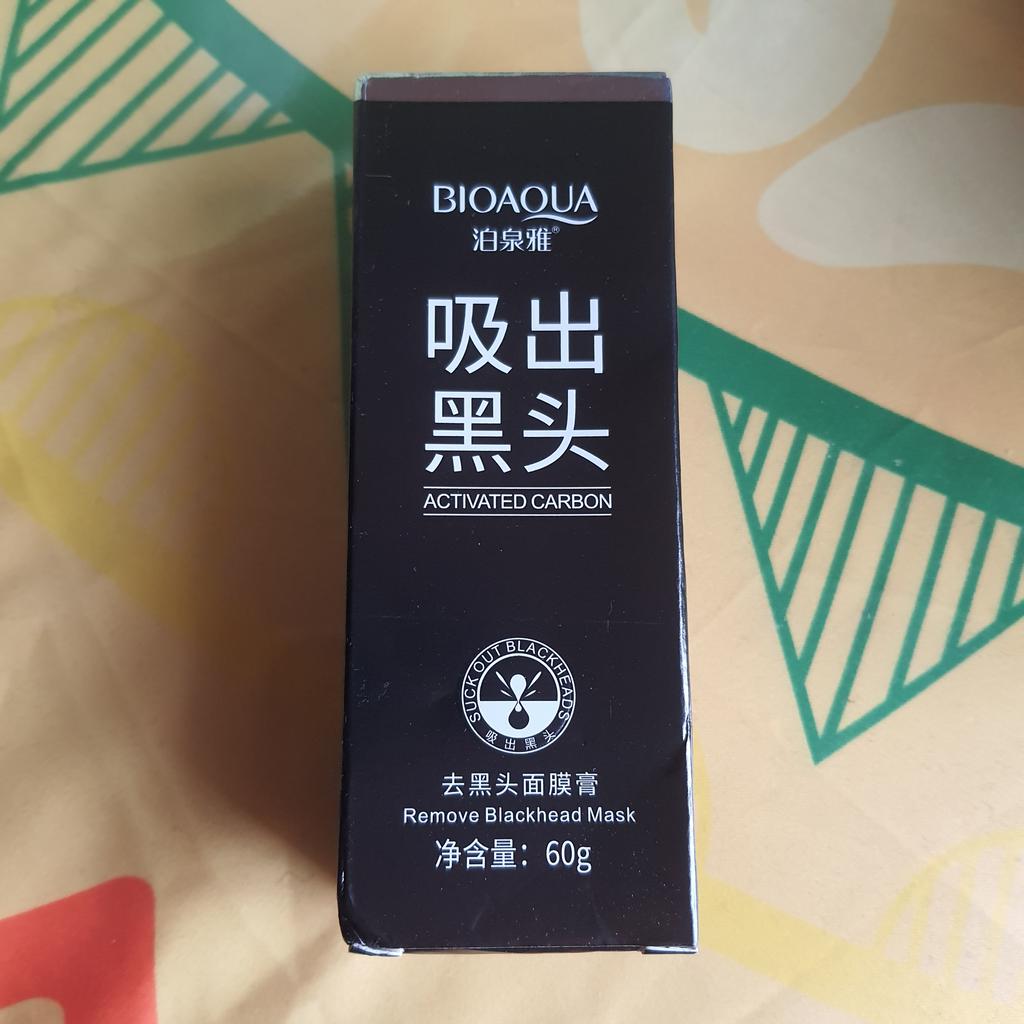 BIOAQUA
泊泉雅®
吸出
黑头
ACTIVATED CARBON
SUCK OUT BLACKHEADS
吸出黑头
去黑头面膜膏
Remove Blackhead Mask
净含量：60g